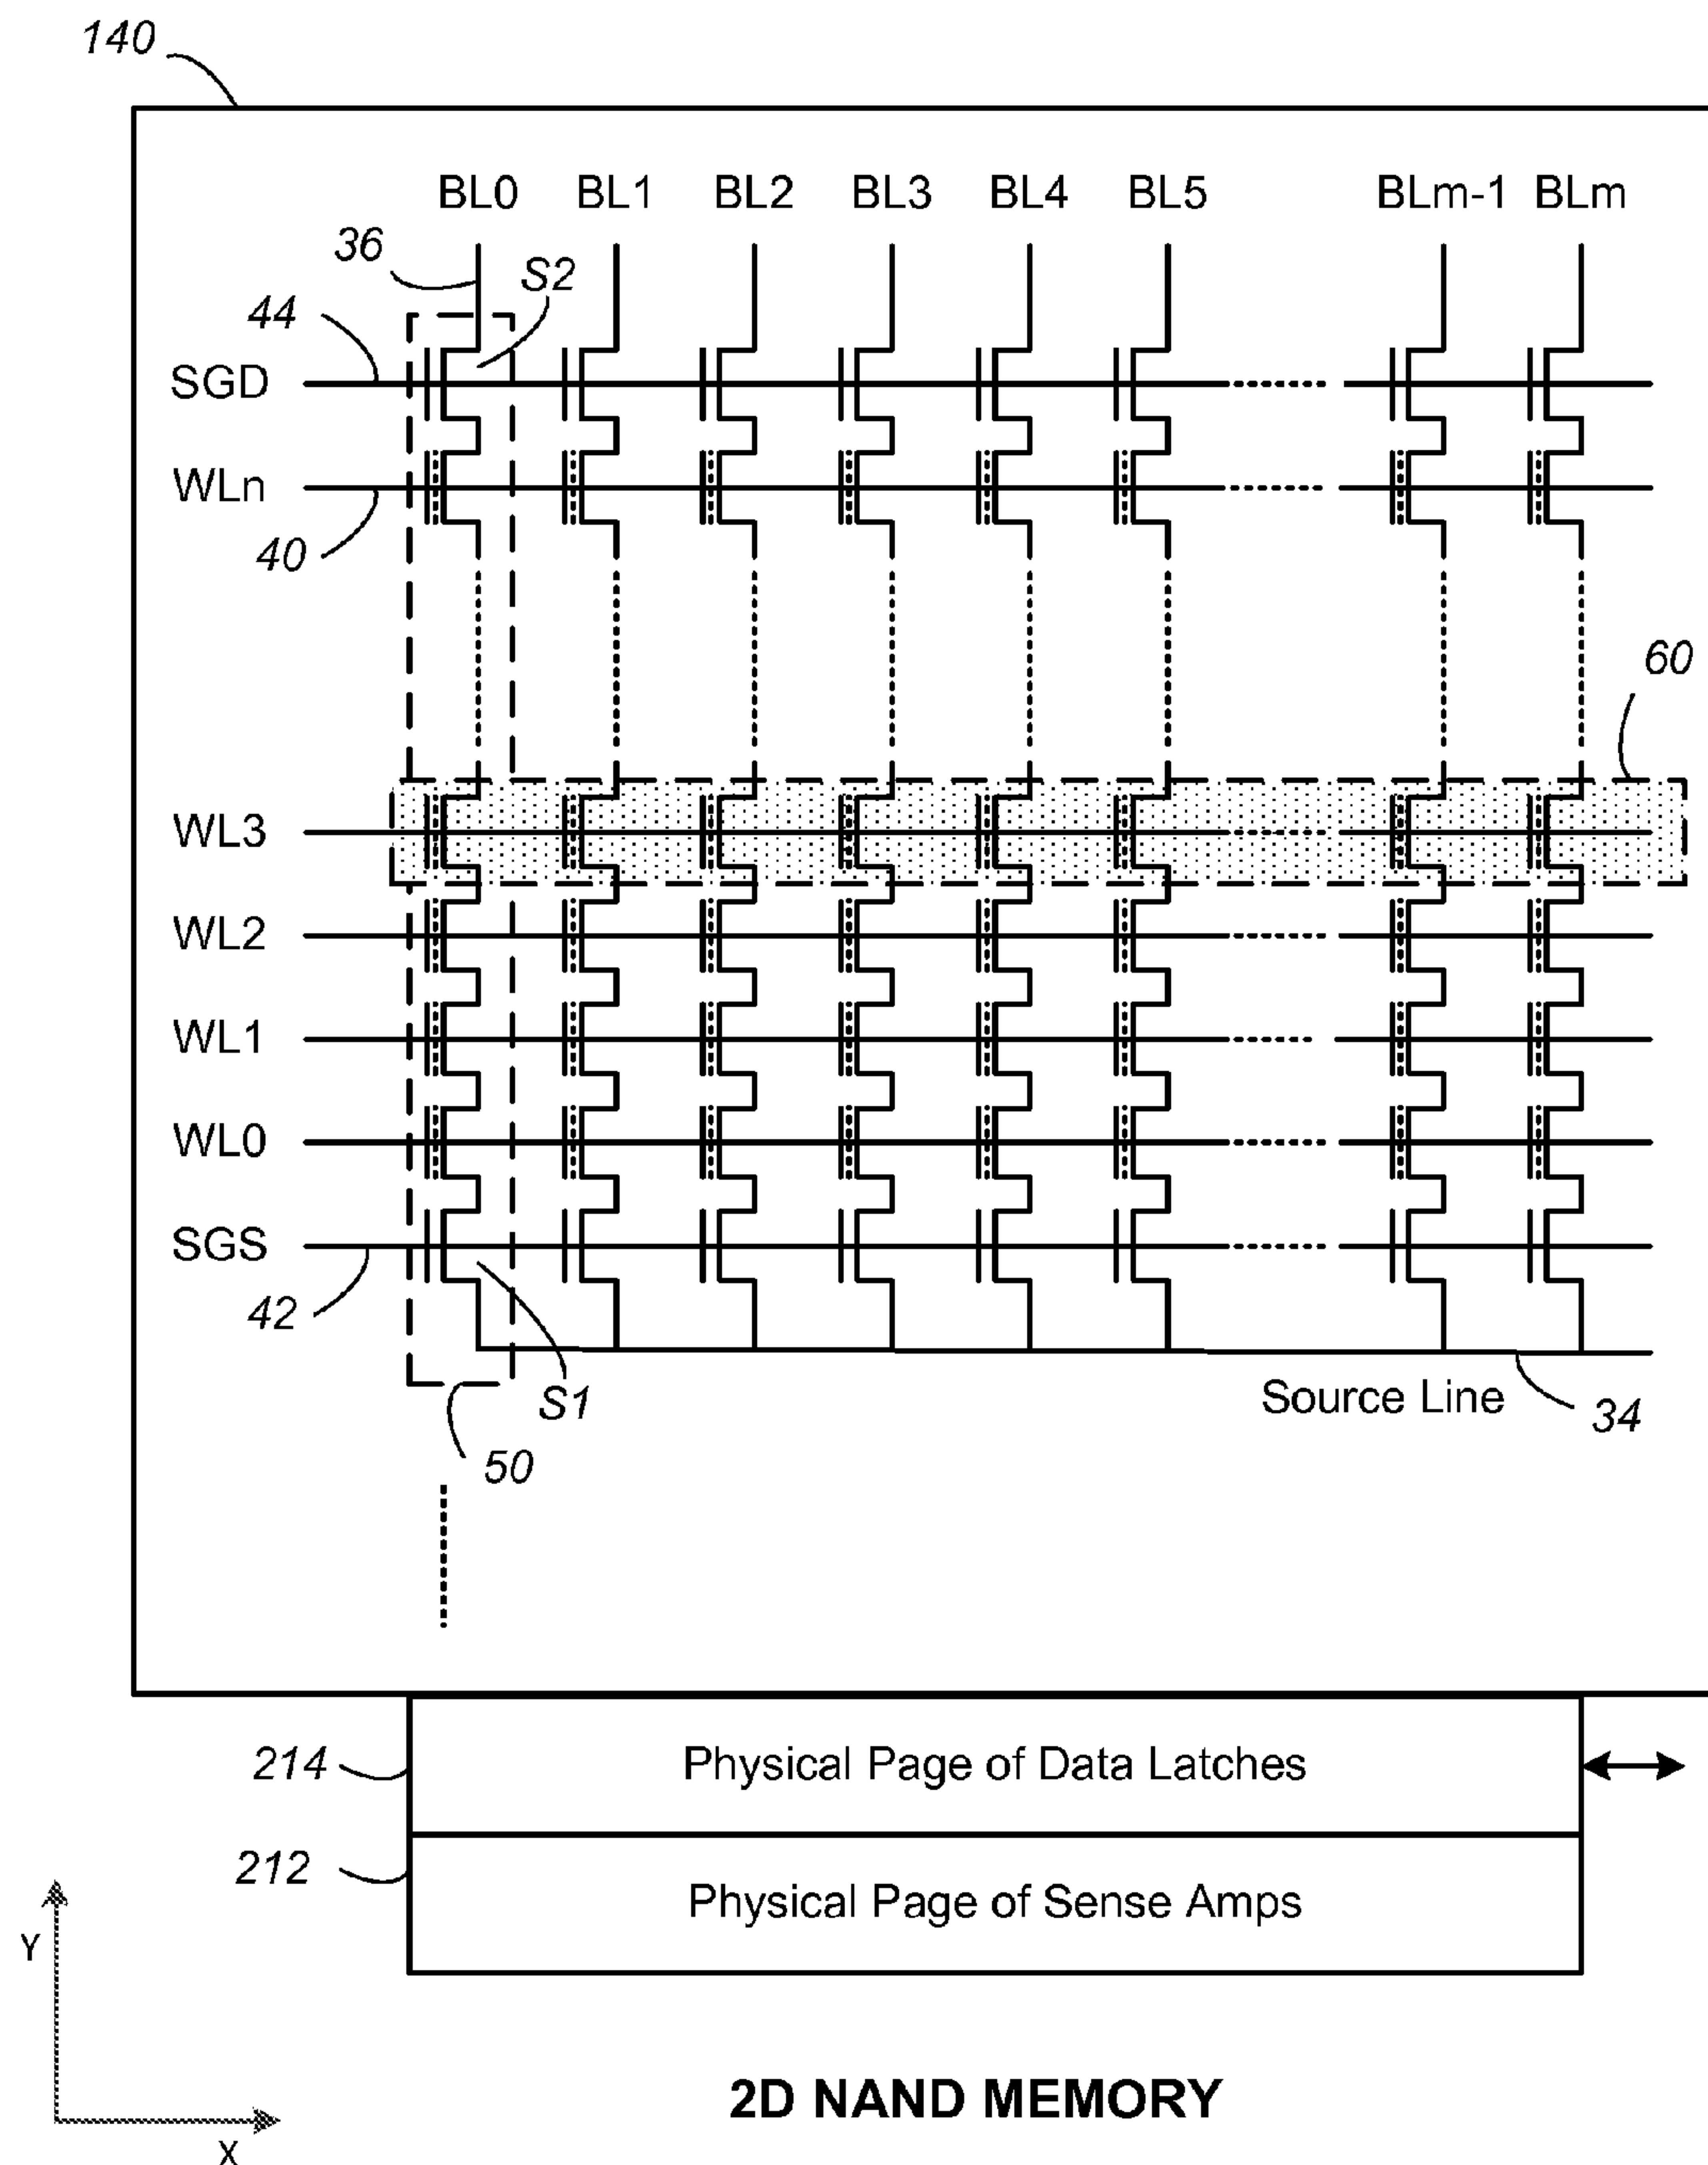 140
BL0 BL1 BL2 BL3 BL4 BL5 BLm-1 BLm
36
S2
44
SGD
WLn
40
60
WL3
WL2
WL1
WL0
SGS
42
S1
Source Line
34
50
214
Physical Page of Data Latches
212
Physical Page of Sense Amps
Y
X
2D NAND MEMORY